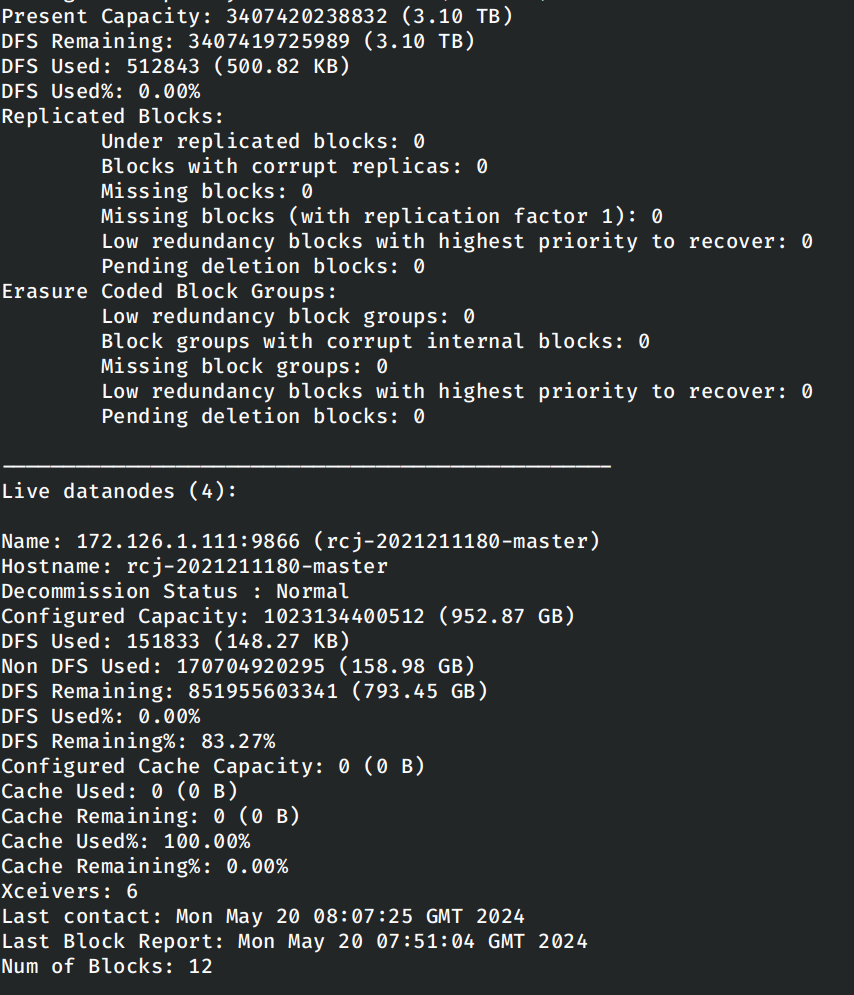 Present Capacity: 3407420238832 (3.10 TB)
DFS Remaining: 3407419725989 (3.10 TB)
DFS Used: 512843 (500.82 KB)
DFS Used%: 0.00%
Replicated Blocks:
        Under replicated blocks: 0
        Blocks with corrupt replicas: 0
        Missing blocks: 0
        Missing blocks (with replication factor 1): 0
        Low redundancy blocks with highest priority to recover: 0
        Pending deletion blocks: 0
Erasure Coded Block Groups:
        Low redundancy block groups: 0
        Block groups with corrupt internal blocks: 0
        Missing block groups: 0
        Low redundancy blocks with highest priority to recover: 0
        Pending deletion blocks: 0

-------------------------------------------------
Live datanodes (4):

Name: 172.126.1.111:9866 (rcj-2021211180-master)
Hostname: rcj-2021211180-master
Decommission Status : Normal
Configured Capacity: 1023134400512 (952.87 GB)
DFS Used: 151833 (148.27 KB)
Non DFS Used: 170704920295 (158.98 GB)
DFS Remaining: 851955603341 (793.45 GB)
DFS Used%: 0.00%
DFS Remaining%: 83.27%
Configured Cache Capacity: 0 (0 B)
Cache Used: 0 (0 B)
Cache Remaining: 0 (0 B)
Cache Used%: 100.00%
Cache Remaining%: 0.00%
Xceivers: 6
Last contact: Mon May 20 08:07:25 GMT 2024
Last Block Report: Mon May 20 07:51:04 GMT 2024
Num of Blocks: 12